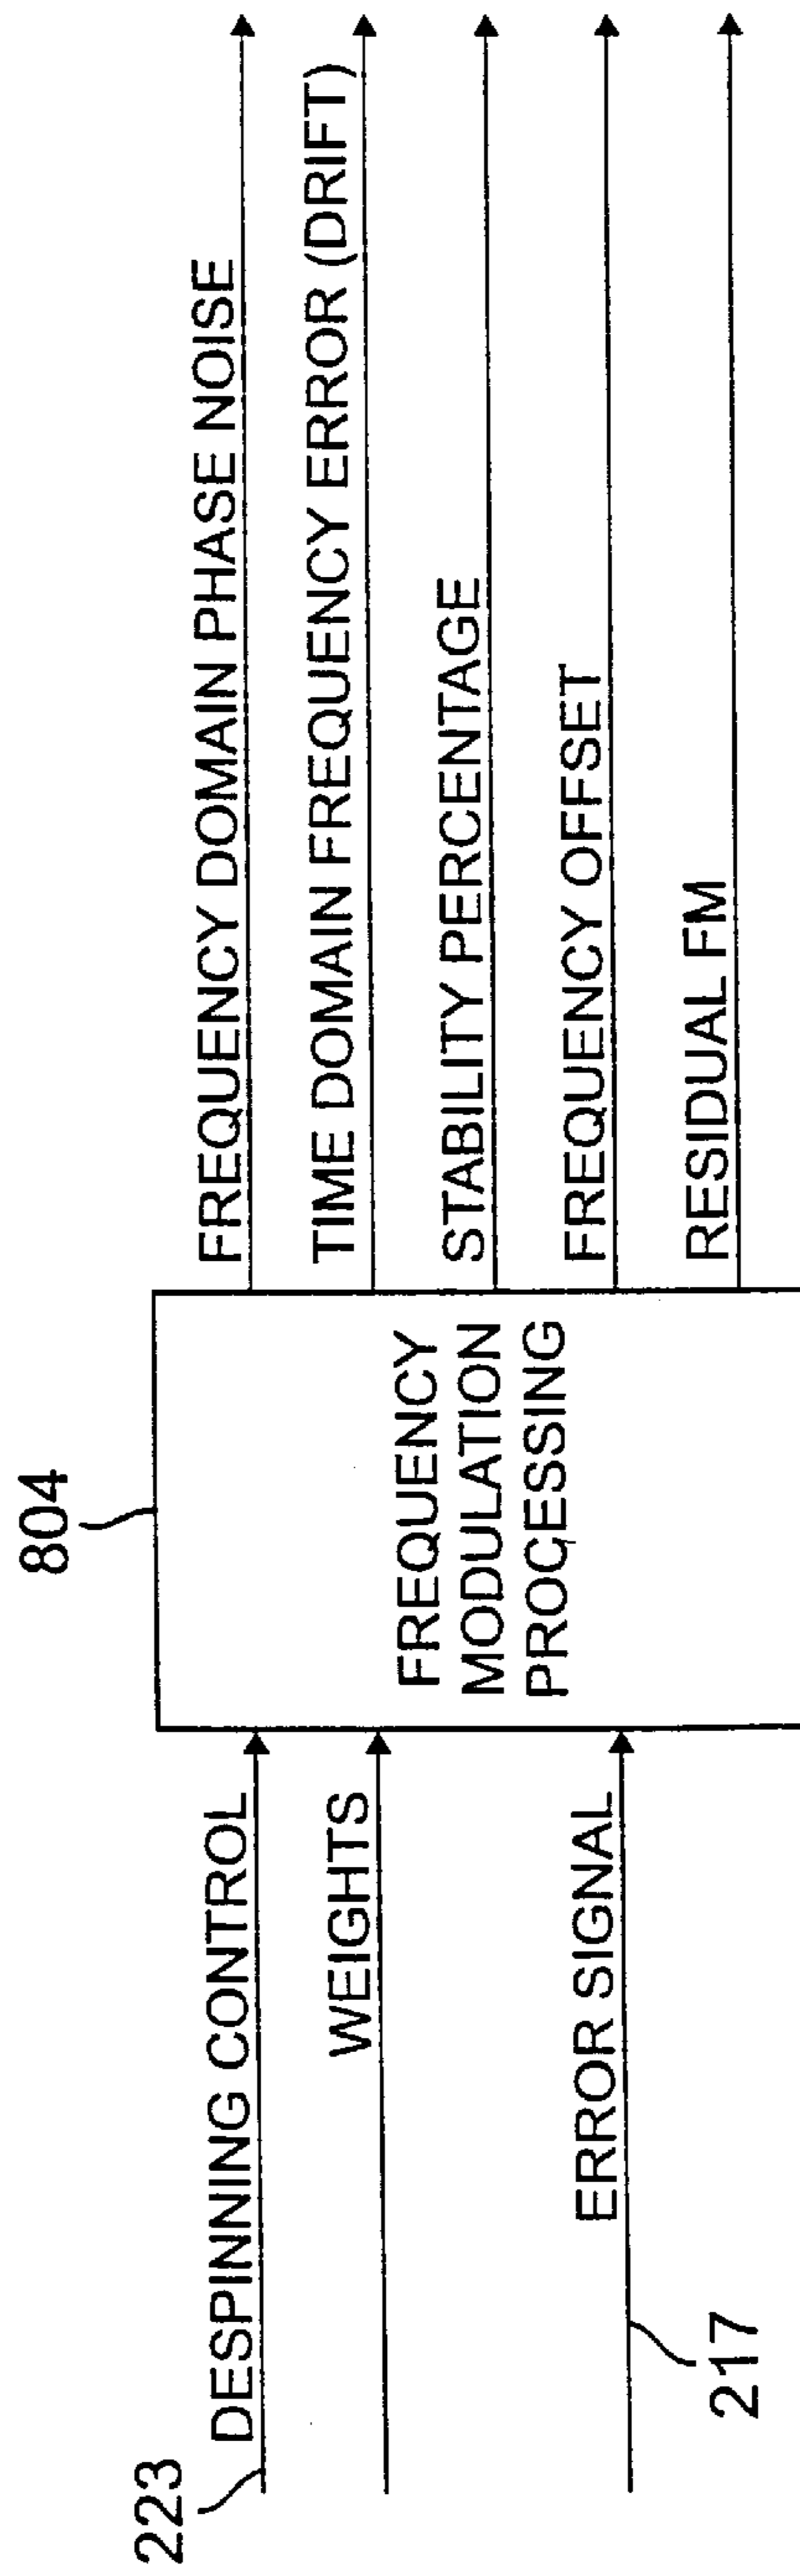 804
223
DESPINNING CONTROL
WEIGHTS
ERROR SIGNAL
217
FREQUENCY
MODULATION
PROCESSING
FREQUENCY DOMAIN PHASE NOISE
TIME DOMAIN FREQUENCY ERROR (DRIFT)
STABILITY PERCENTAGE
FREQUENCY OFFSET
RESIDUAL FM